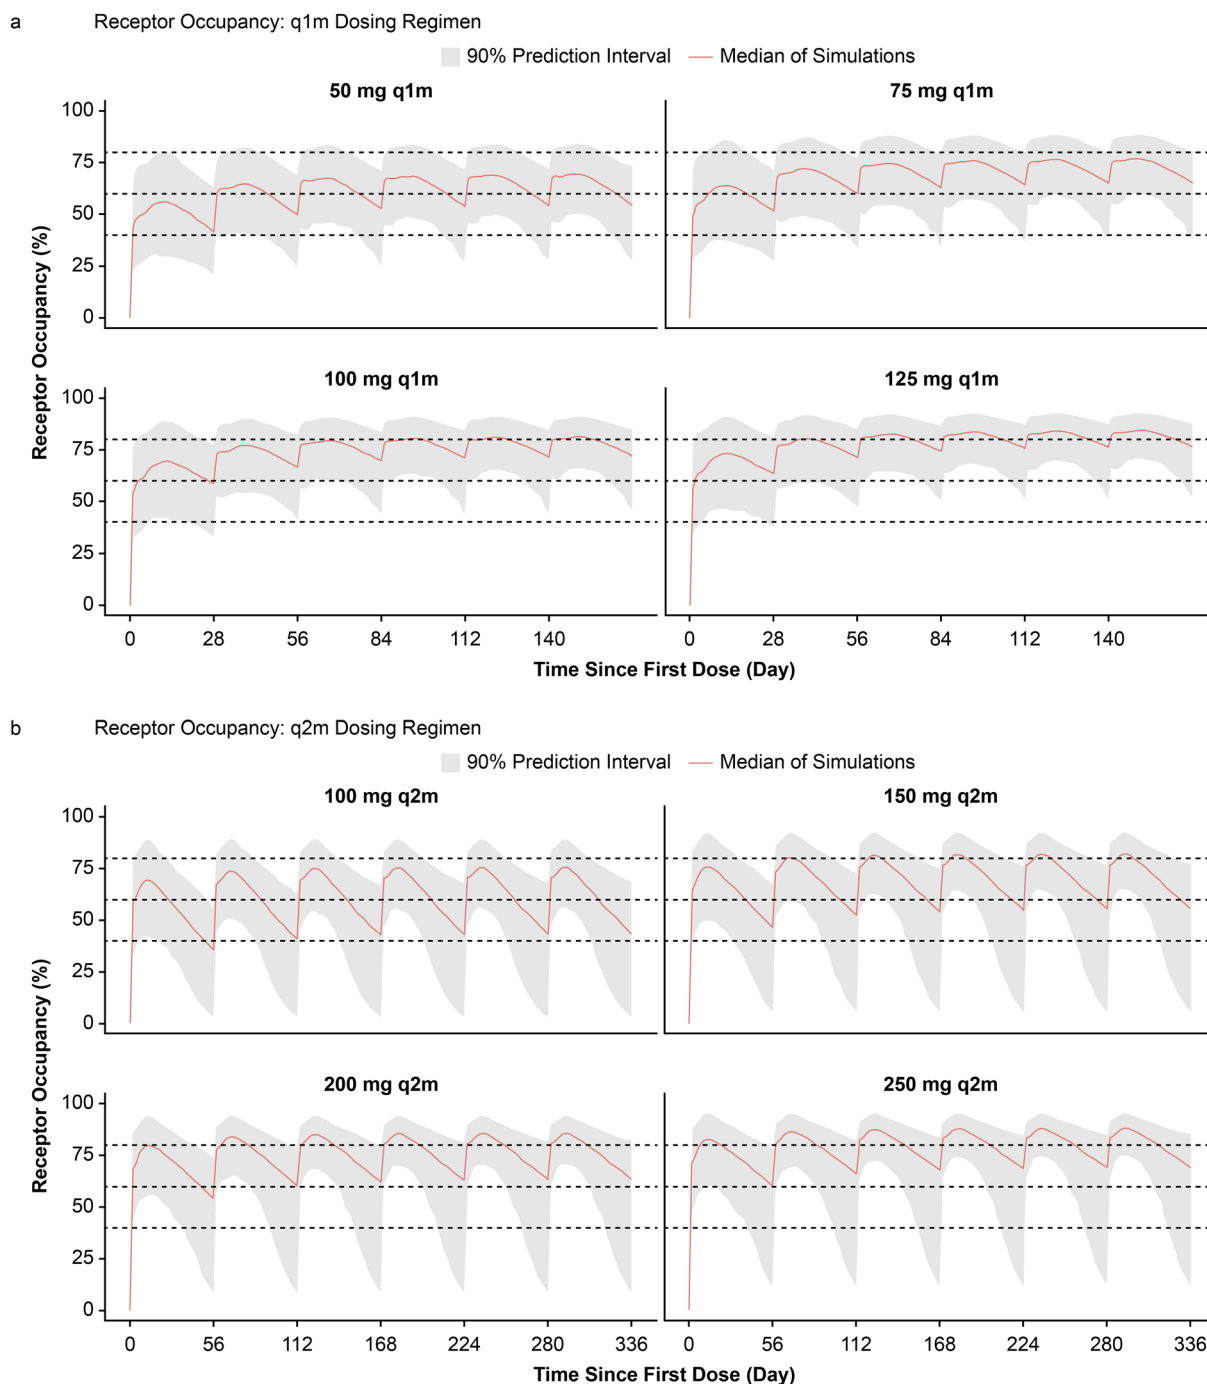 a Receptor Occupancy: q1m Dosing Regimen
90% Prediction Interval Median of Simulations
50 mg q1m 75 mg q1m
100
75
50
25
0
100 mg q1m 125 mg q1m
100
75
50
25
0
Receptor Occupancy (%)
0 28 56 84 112 140 0 28 56 84 112 140
Time Since First Dose (Day)
b Receptor Occupancy: q2m Dosing Regimen
90% Prediction Interval Median of Simulations
100 mg q2m 150 mg q2m
100
75
50
25
0
200 mg q2m 250 mg q2m
100
75
50
25
0
Receptor Occupancy (%)
0 56 112 168 224 280 336 0 56 112 168 224 280 336
Time Since First Dose (Day)